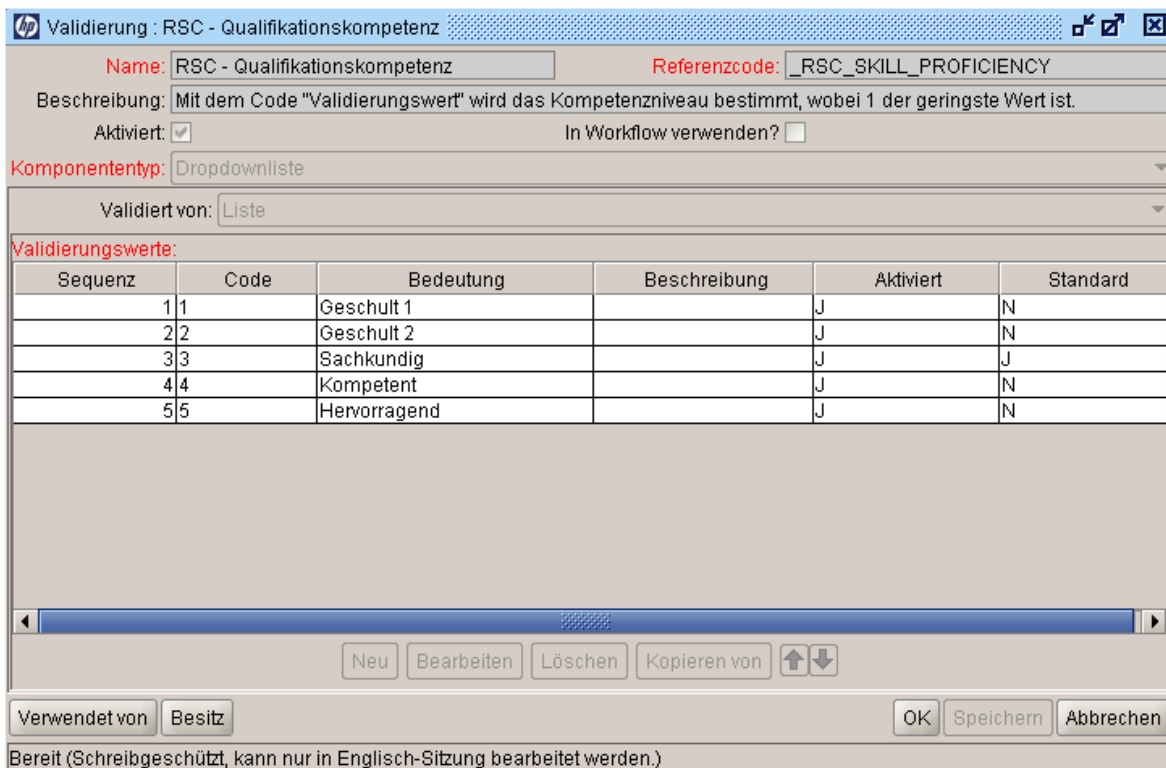 hp Validierung : RSC - Qualifikationskompetenz
Name: RSC - Qualifikationskompetenz Referenzcode: _RSC_SKILL_PROFICIENCY
Beschreibung: Mit dem Code "Validierungswert" wird das Kompetenzniveau bestimmt, wobei 1 der geringste Wert ist.
Aktiviert: In Workflow verwenden?
Komponententyp: Dropdownliste
Validiert von: Liste
Validierungswerte:
Sequenz Code Bedeutung Beschreibung Aktiviert Standard
1 1 Geschult 1 J N
2 2 Geschult 2 J N
3 3 Sachkundig J J
4 4 Kompetent J N
5 5 Hervorragend J N
Neu Bearbeiten Löschen Kopieren von
Verwendet von Besitz OK Speichern Abbrechen
Bereit (Schreibgeschützt, kann nur in Englisch-Sitzung bearbeitet werden.)